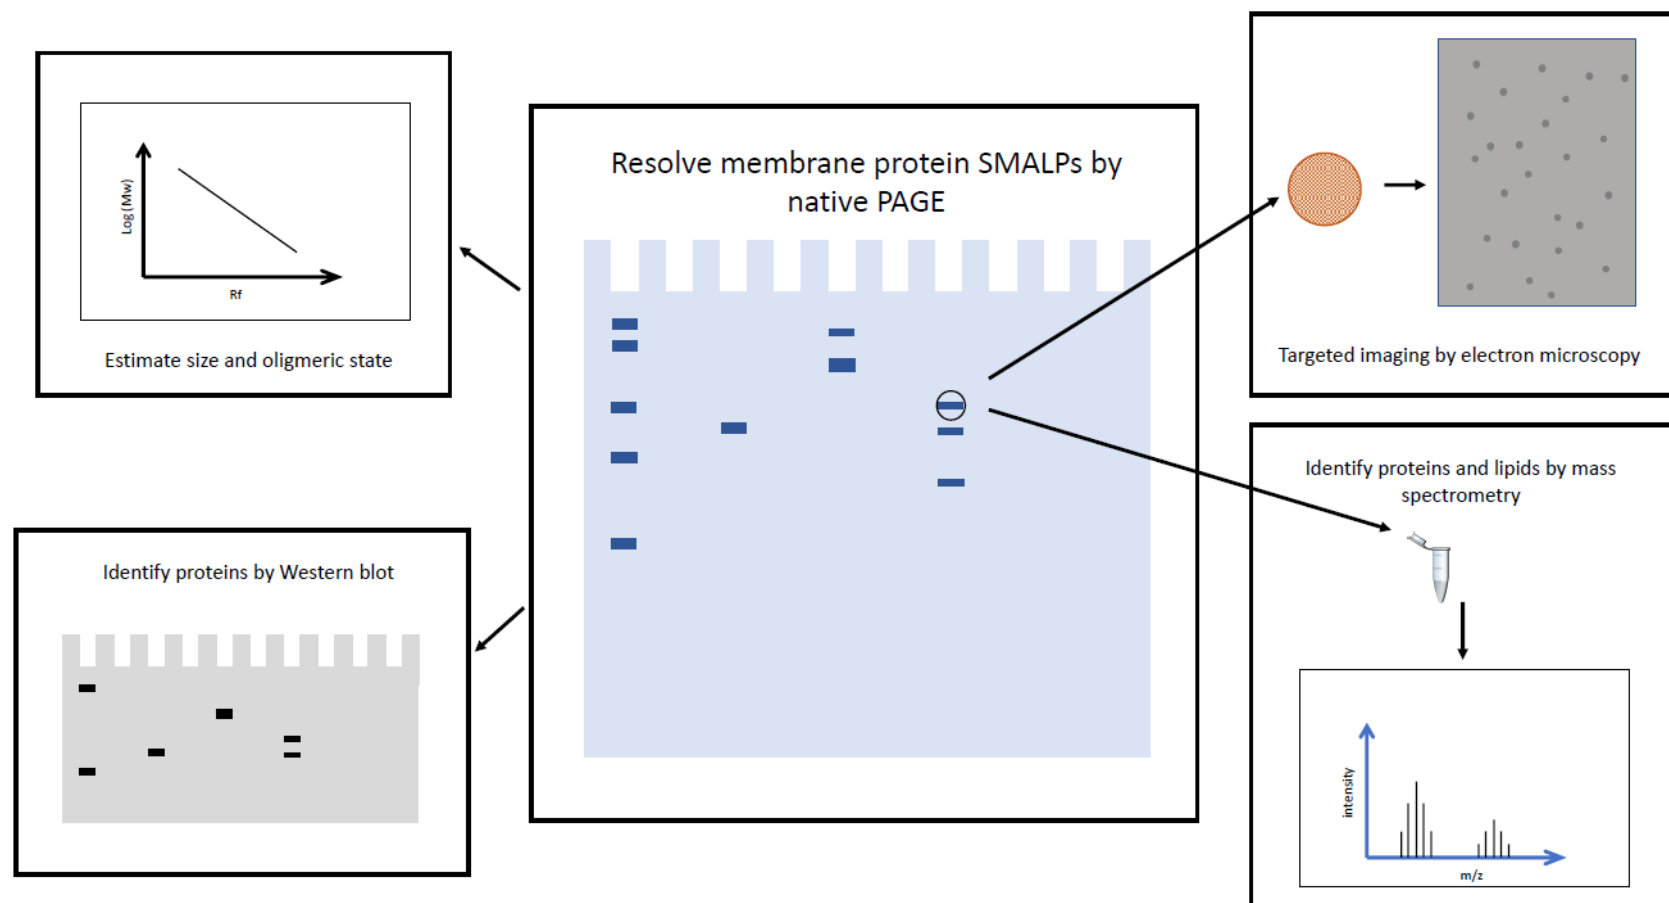 Log (Mw)
Rf
Estimate size and oligmeric state
Identify proteins by Western blot
Resolve membrane protein SMALPs by
native PAGE
Targeted imaging by electron microscopy
Identify proteins and lipids by mass
spectrometry
intensity
m/z